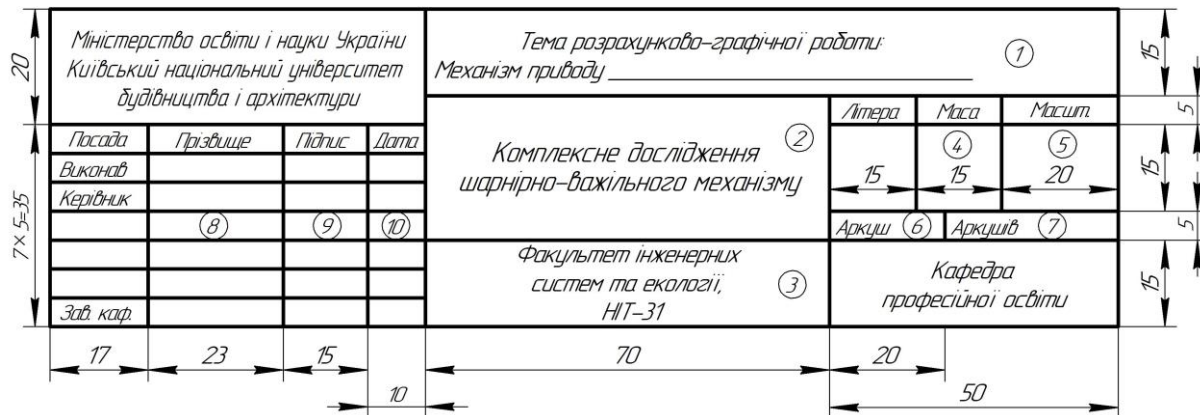 Міністерство освіти і науки України
Київський національний університет
будівництва і архітектури
Тема розрахунково-графічної роботи:
Механізм приводу
1
Посада Прізвище Підпис Дата
Виконав
Керівник
8 9 10
Зав. каф.
Комплексне дослідження
шарнірно-важільного механізму
2
Літера Маса Масшт.
4 5
15 15 20
Аркуш 6 Аркушів 7
Факультет інженерних
систем та екології,
НІТ-31
3
Кафедра
професійної освіти
20
7×5=35
15
5
15
5
15
17 23 15 70 20
10 50